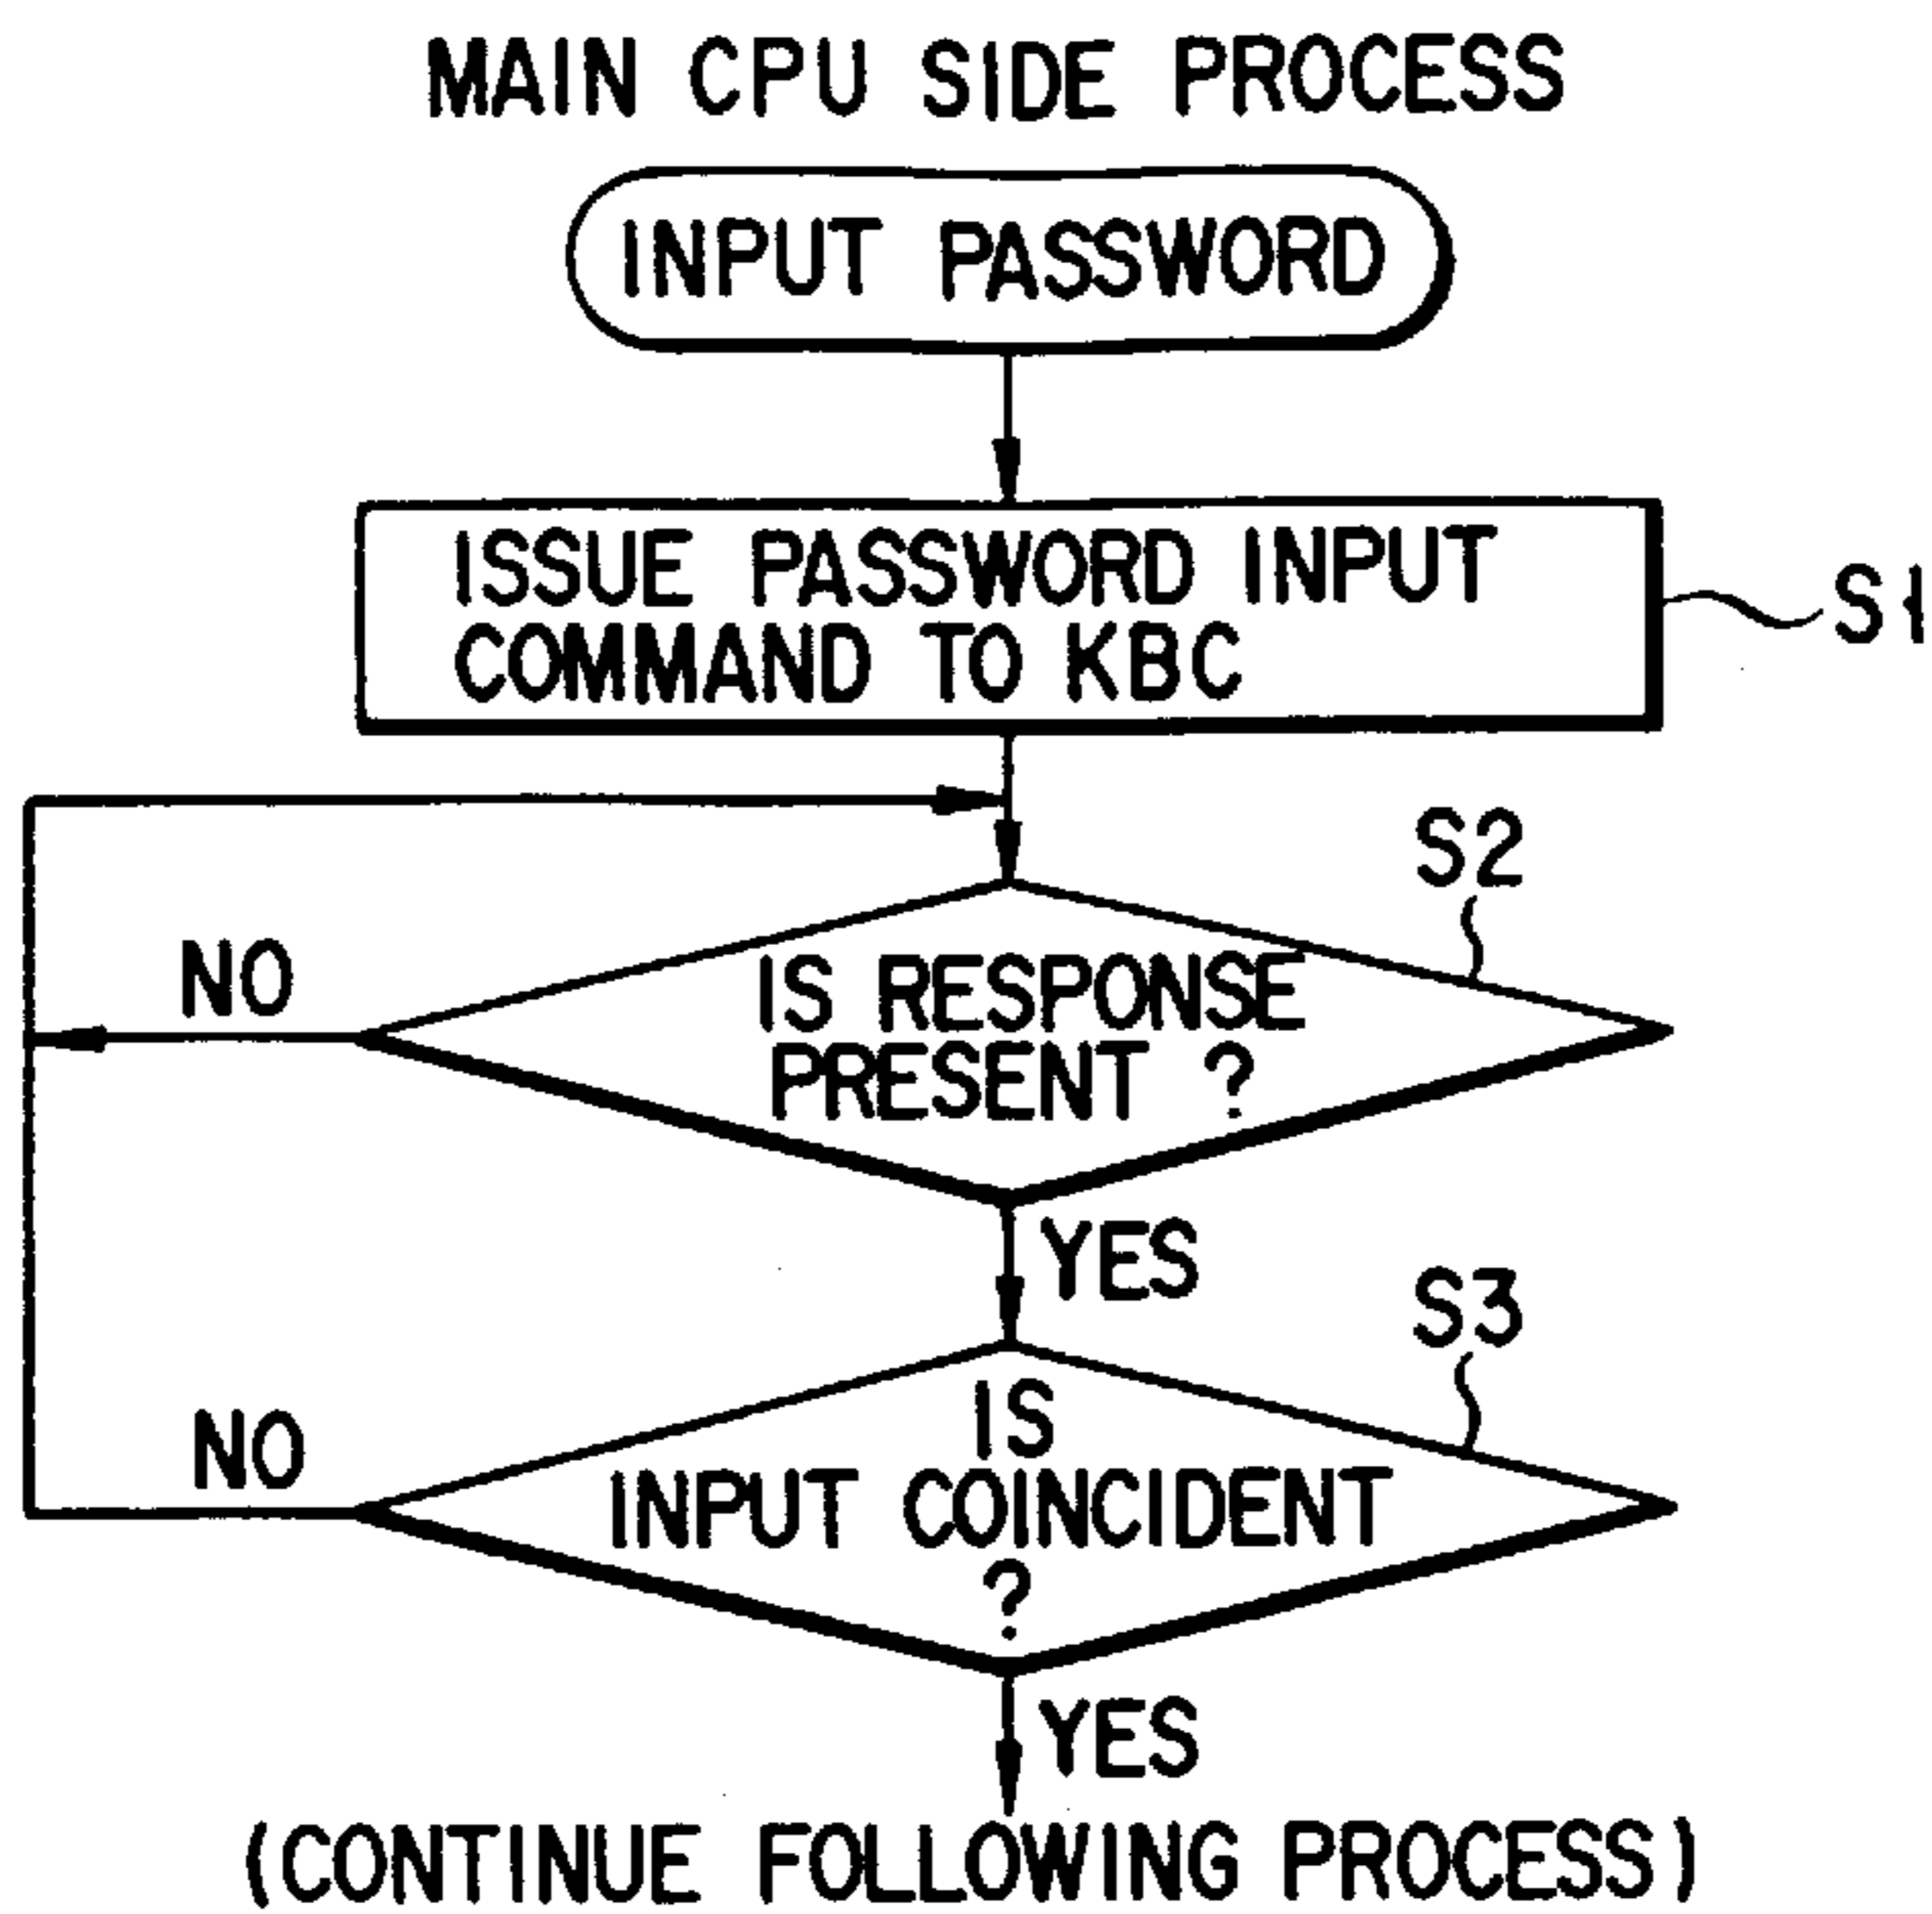 MAIN CPU SIDE PROCESS
INPUT PASSWORD
ISSUE PASSWORD INPUT
COMMAND TO KBC
S1
S2
NO
IS RESPONSE
PRESENT ?
YES
S3
NO
IS
INPUT COINCIDENT
?
YES
(CONTINUE FOLLOWING PROCESS)